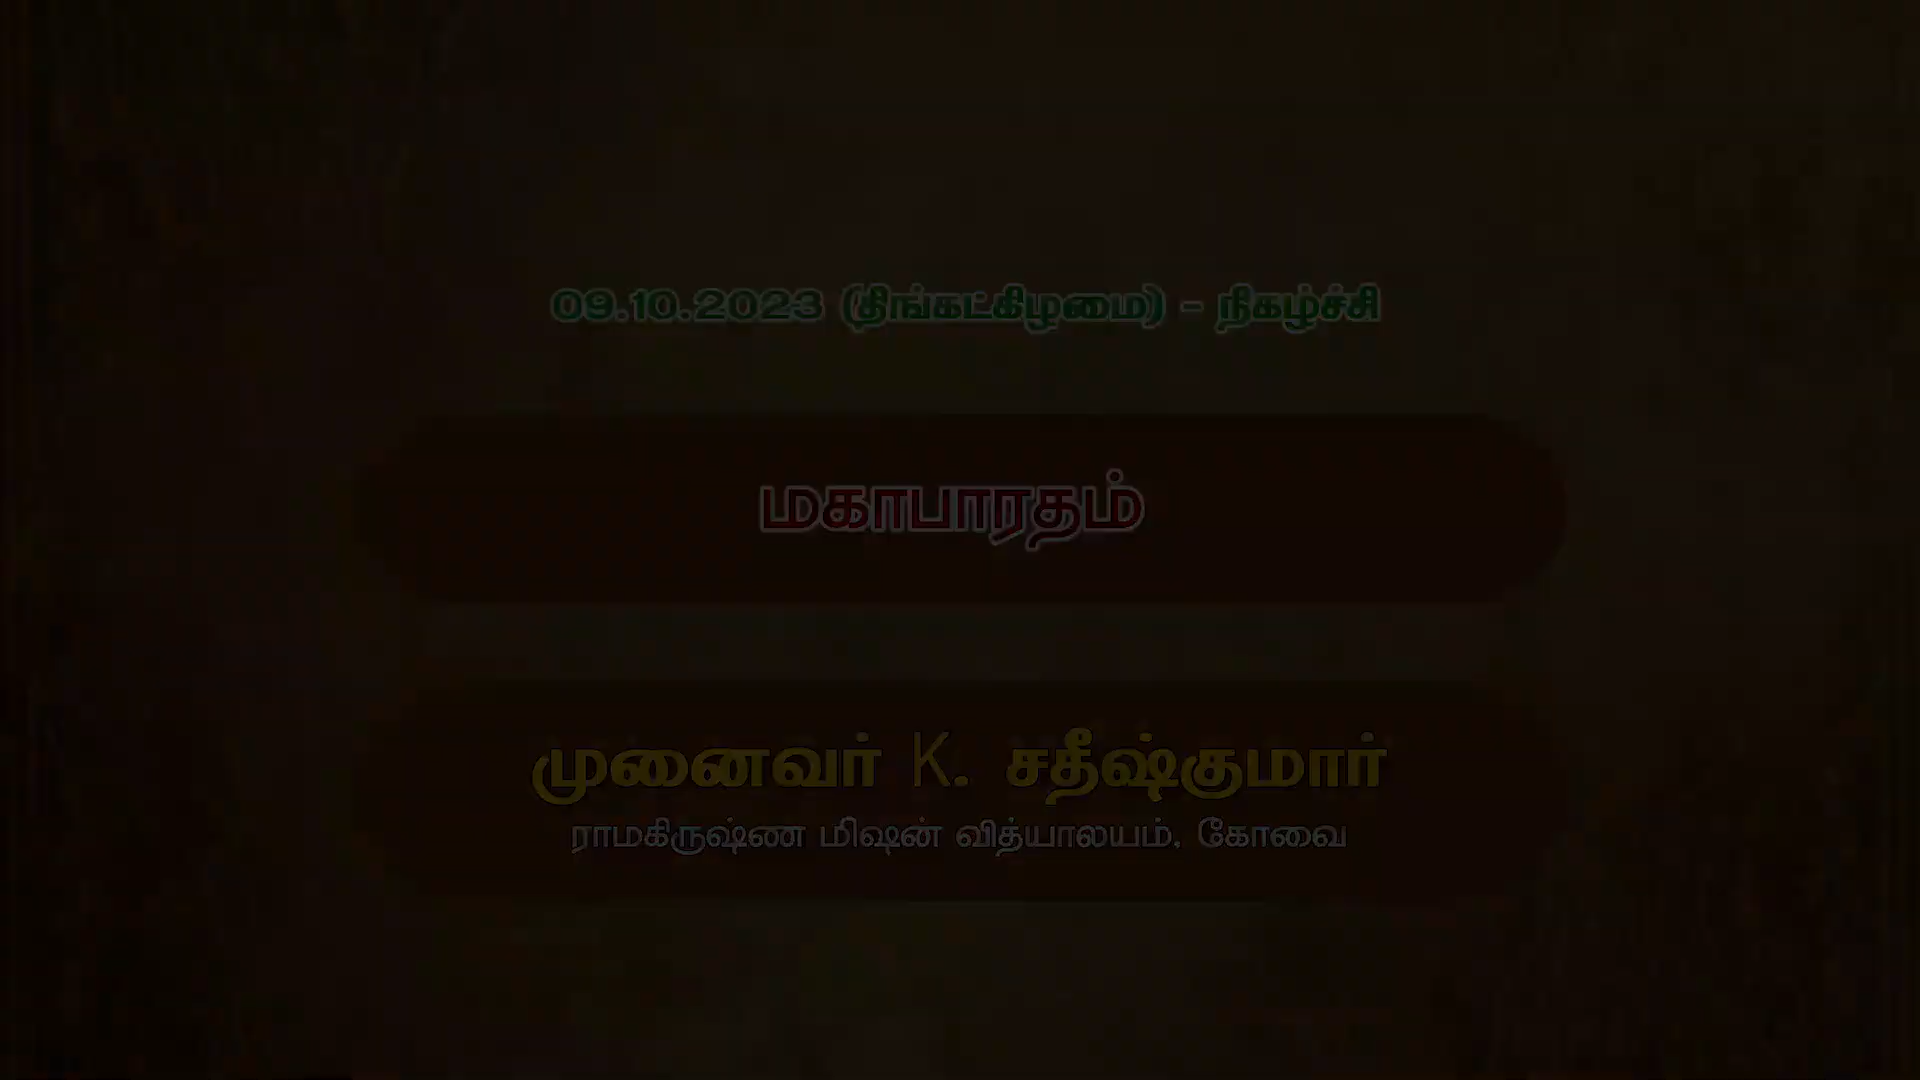 09.10.2023 (திங்கட்கிழமை) - நிகழ்ச்சி
மகாபாரதம்
முனைவர் K. சதீஷ்குமார்
ராமகிருஷ்ண மிஷன் வித்யாலயம், கோவை